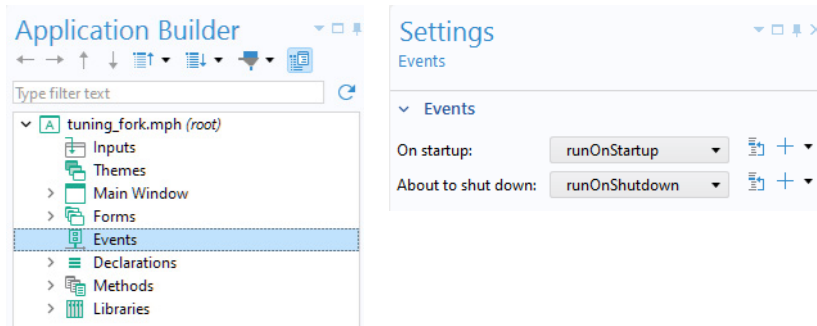 Application Builder
Type filter text
tuning_fork.mph (root)
Inputs
Themes
Main Window
Forms
Events
Declarations
Methods
Libraries
Settings
Events
Events
On startup: runOnStartup
About to shut down: runOnShutdown